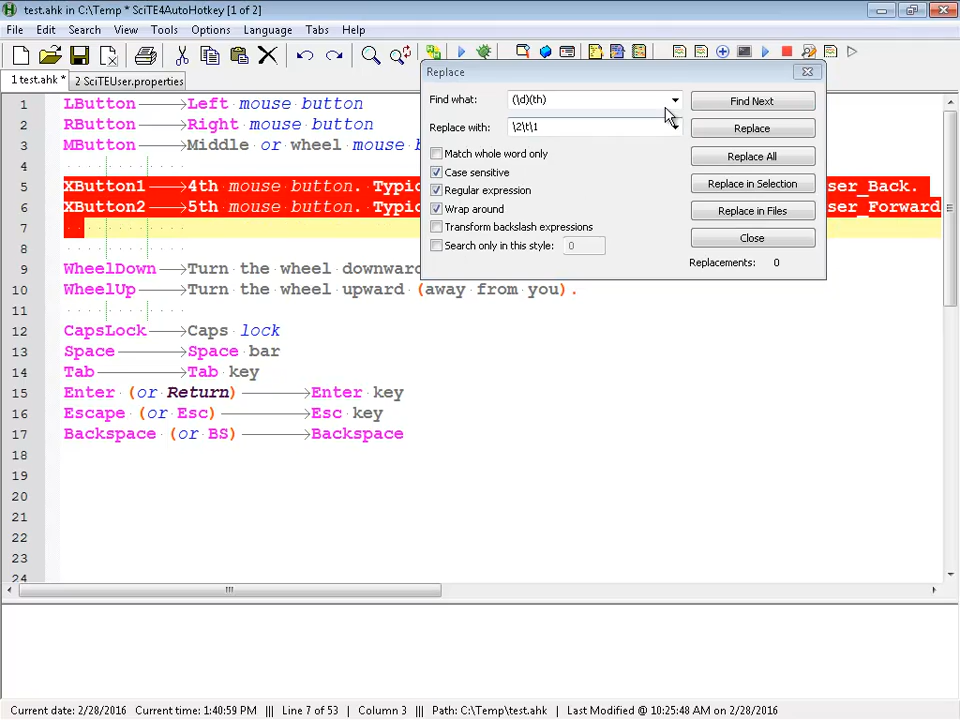 test.ahk in C:\Temp * SciTE4AutoHotkey [1 of 2]
File Edit Search View Tools Options Language Tabs Help
1 test.ahk * 2 SciTEUser.properties
Replace
Find what: (\d)(th) Find Next
Replace with: \2\t\1 Replace
Match whole word only
Case sensitive Replace All
Regular expression Replace in Selection
Wrap around Replace in Files
Transform backslash expressions
Search only in this style: 0 Close
Replacements: 0
1 LButton Left mouse button
2 RButton Right mouse button
3 MButton Middle or wheel mouse
4
5 XButton1 4th mouse button. Typic ser_Back.
6 XButton2 5th mouse button. Typic ser_Forward
7
8
9 WheelDown Turn the wheel downward
10 WheelUp Turn the wheel upward (away from you).
11
12 CapsLock Caps lock
13 Space Space bar
14 Tab Tab key
15 Enter (or Return) Enter key
16 Escape (or Esc) Esc key
17 Backspace (or BS) Backspace
18
19
20
21
22
23
24
Current date: 2/28/2016 Current time: 1:40:59 PM ||| Line 7 of 53 | Column 3 ||| Path: C:\Temp\test.ahk | Last Modified @ 10:25:48 AM on 2/28/2016